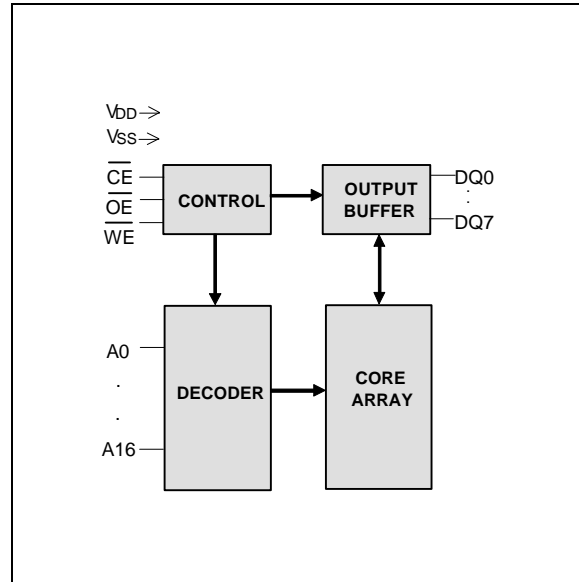 VDD
VSS
CE
OE
WE
CONTROL
OUTPUT
BUFFER
DQ0
.
.
DQ7
A0
.
.
A16
DECODER
CORE
ARRAY